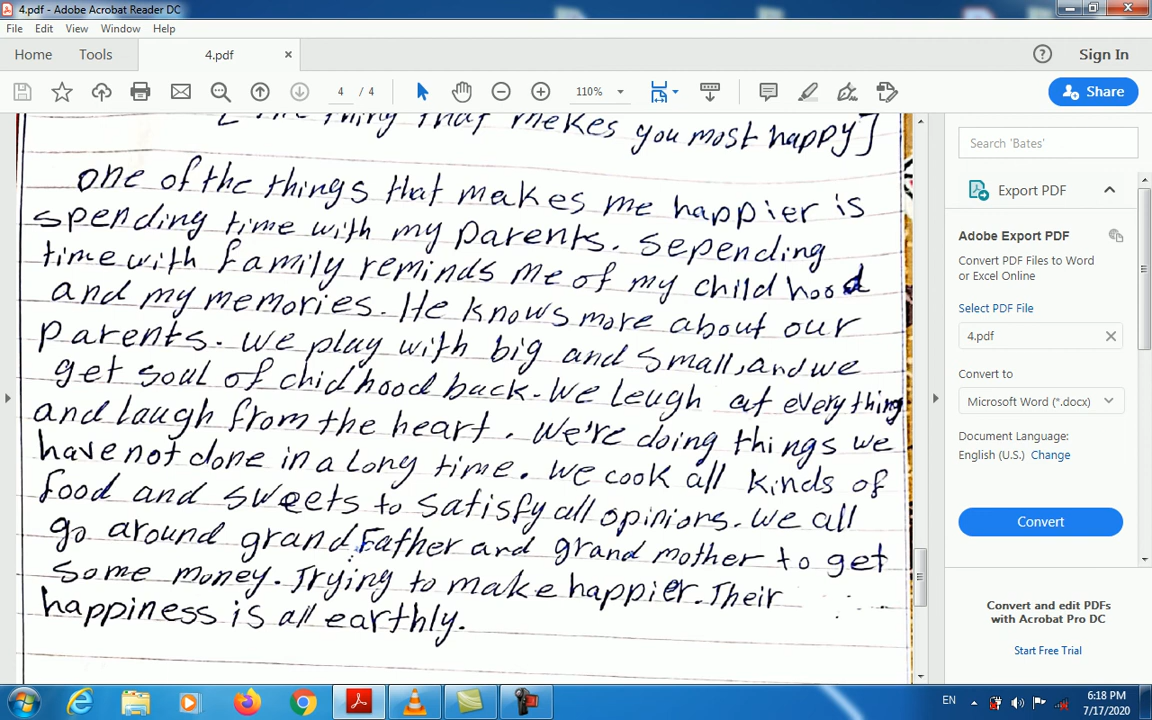 4.pdf - Adobe Acrobat Reader DC
File Edit View Window Help
Home Tools 4.pdf × Sign In
4 / 4 110% Share
[The thing that mekes you most happy]
one of the things that makes me happier is
spending time with my parents. Sepending
time with family reminds me of my childhood
and my memories. He knows more about our
parents. we play with big and small, and we
get soul of chidhood back. We leugh at everything
and laugh from the heart. We're doing things we
have not done in a long time. We cook all kinds of
food and sweets to satisfy all opinions. We all
go around grandFather and grand mother to get
some money. Trying to make happier. Their
happiness is all earthly.
Search 'Bates'
Export PDF
Adobe Export PDF
Convert PDF Files to Word
or Excel Online
Select PDF File
4.pdf
Convert to
Microsoft Word (*.docx)
Document Language:
English (U.S.) Change
Convert
Convert and edit PDFs
with Acrobat Pro DC
Start Free Trial
EN 6:18 PM
7/17/2020